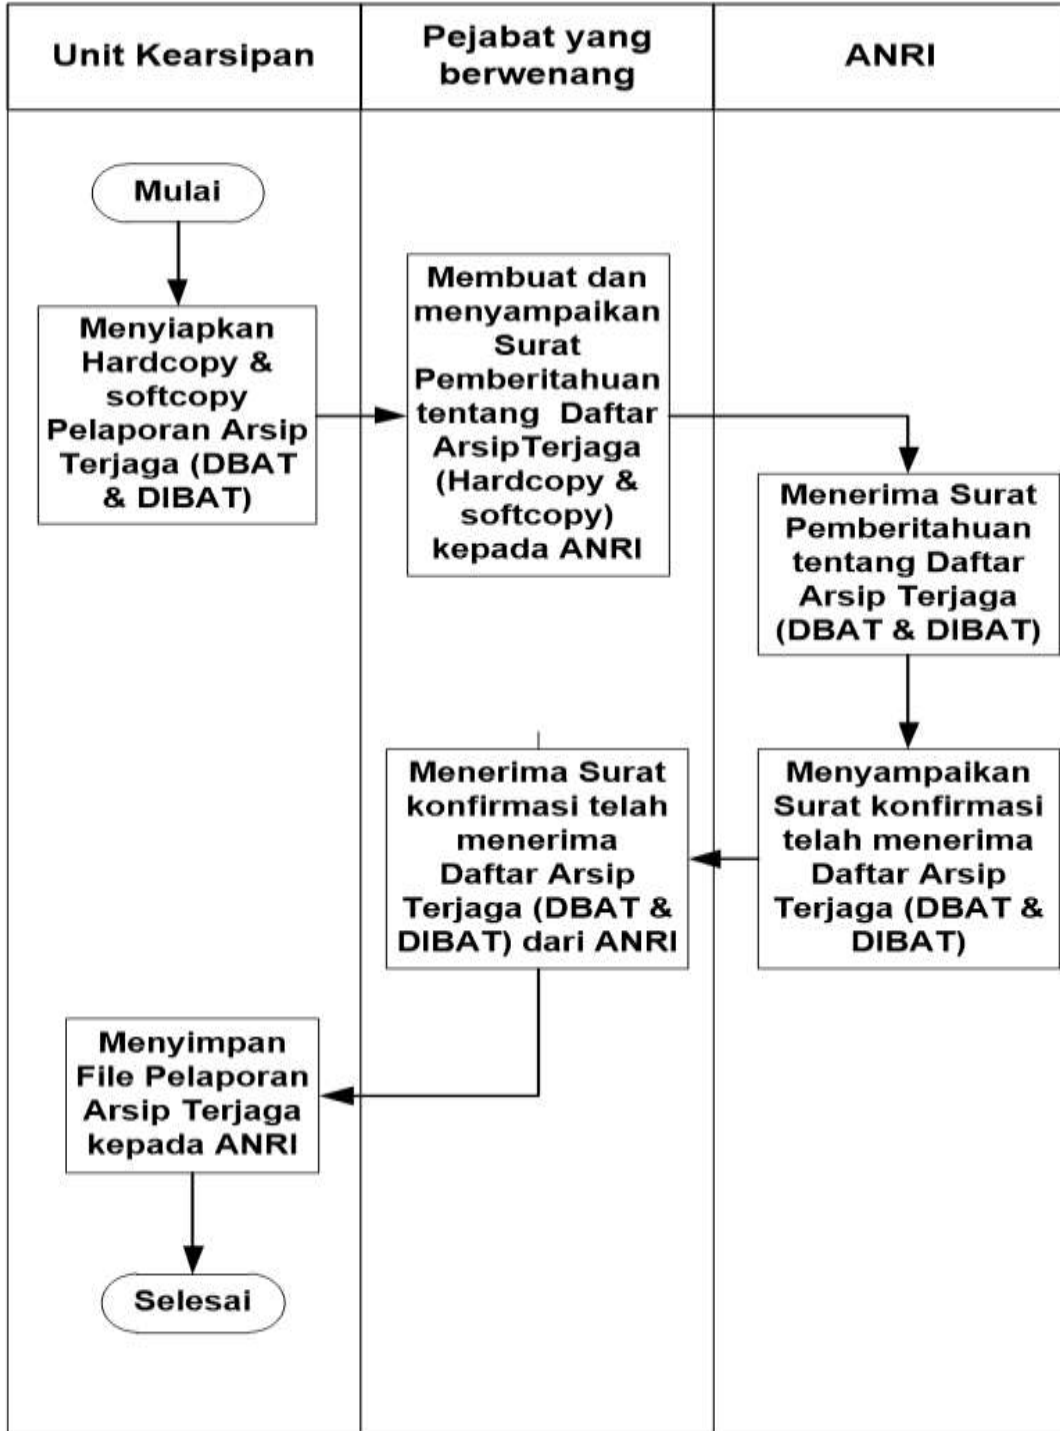 Unit Kearsipan
Pejabat yang
berwenang
ANRI
Mulai
Menyiapkan
Hardcopy &
softcopy
Pelaporan Arsip
Terjaga (DBAT
& DIBAT)
Membuat dan
menyampaikan
Surat
Pemberitahuan
tentang Daftar
ArsipTerjaga
(Hardcopy &
softcopy)
kepada ANRI
Menerima Surat
Pemberitahuan
tentang Daftar
Arsip Terjaga
(DBAT & DIBAT)
Menyampaikan
Surat konfirmasi
telah menerima
Daftar Arsip
Terjaga (DBAT &
DIBAT)
Menerima Surat
konfirmasi telah
menerima
Daftar Arsip
Terjaga (DBAT &
DIBAT) dari ANRI
Menyimpan
File Pelaporan
Arsip Terjaga
kepada ANRI
Selesai